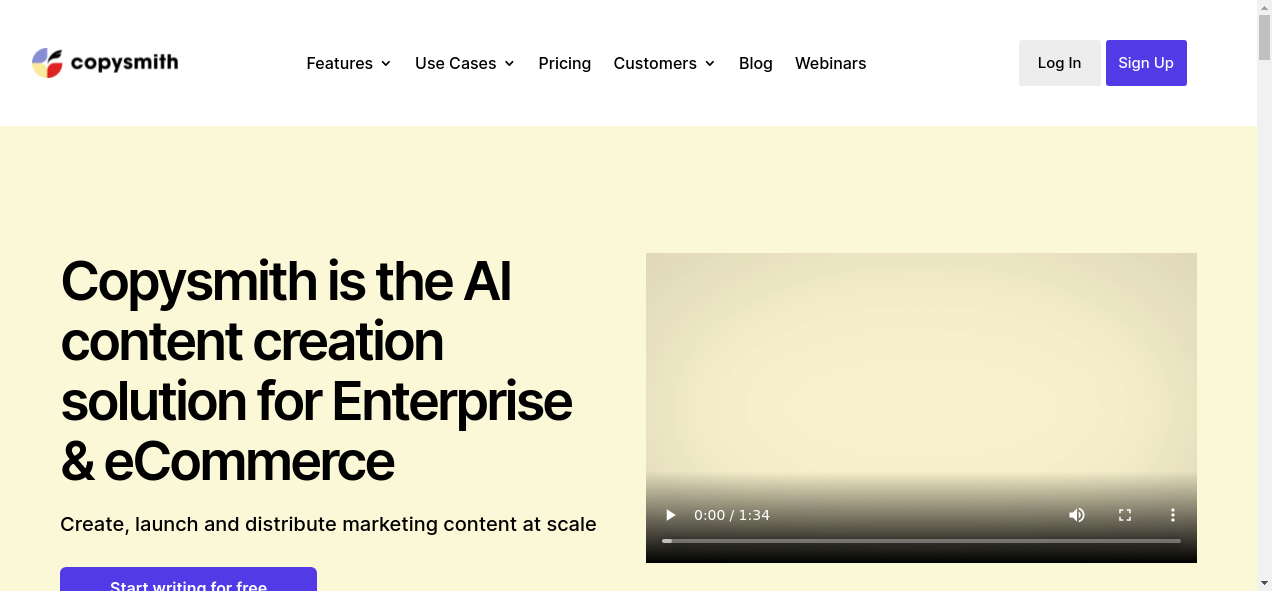 copysmith
Features
Use Cases
Pricing
Customers
Blog
Webinars
Log In
Sign Up
Copysmith is the AI
content creation
solution for Enterprise
& eCommerce
Create, launch and distribute marketing content at scale
Start writing for free
0:00 / 1:34